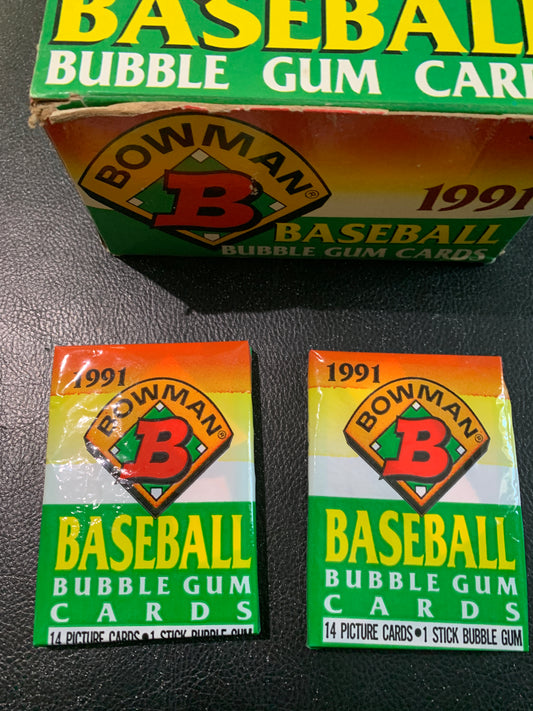 BASEBALL
BUBBLE GUM CAR
BOWMAN®
B
1991
BASEBALL
BUBBLE GUM CARDS
1991
BOWMAN®
B
BASEBALL
BUBBLE GUM
CARDS
14 PICTURE CARDS•1 STICK BUBBLE GUM
1991
BOWMAN®
B
BASEBALL
BUBBLE GUM
CARDS
14 PICTURE CARDS•1 STICK BUBBLE GUM